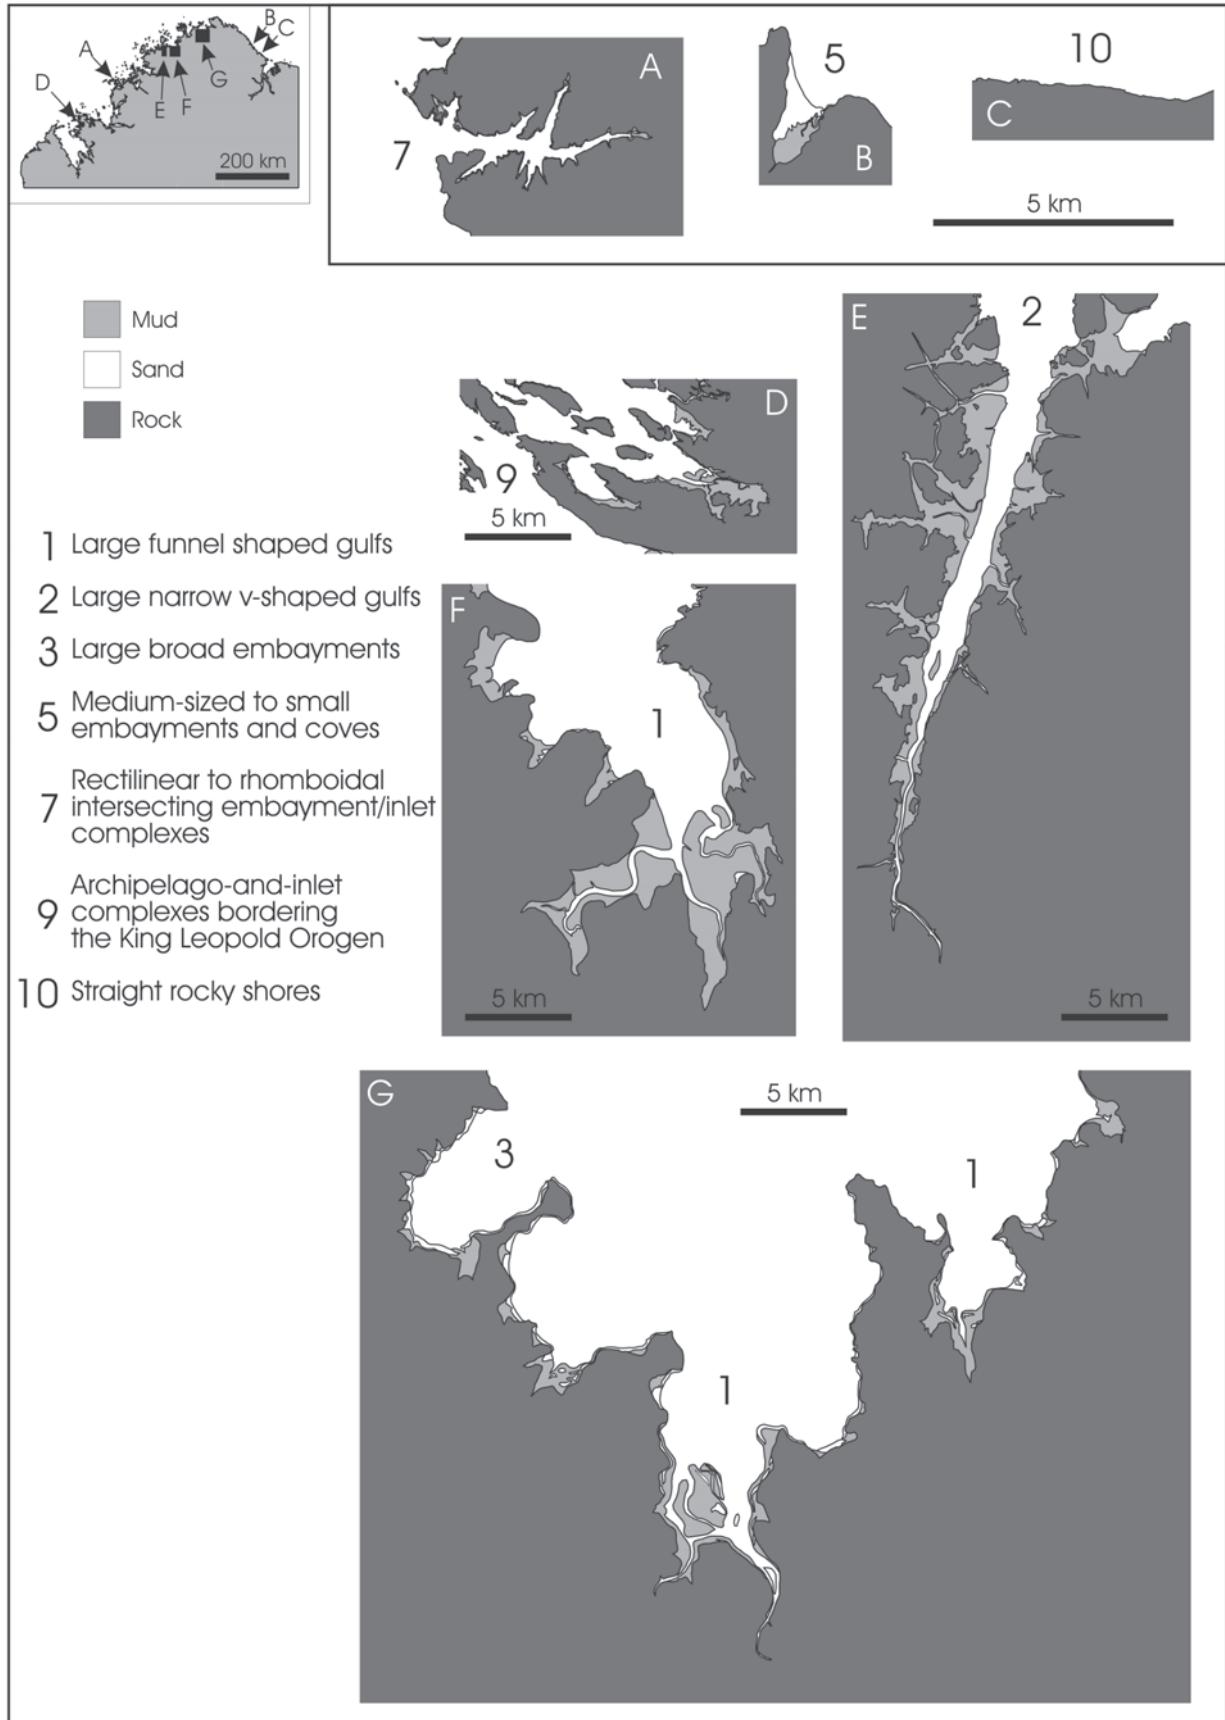 A
B
C
D
E
F
G
200 km
A
7
5
B
10
C
5 km
Mud
Sand
Rock
D
9
5 km
E
2
5 km
1 Large funnel shaped gulfs
2 Large narrow v-shaped gulfs
3 Large broad embayments
5 Medium-sized to small
embayments and coves
7 Rectilinear to rhomboidal
intersecting embayment/inlet
complexes
9 Archipelago-and-inlet
complexes bordering
the King Leopold Orogen
10 Straight rocky shores
F
1
5 km
G
5 km
3
1
1